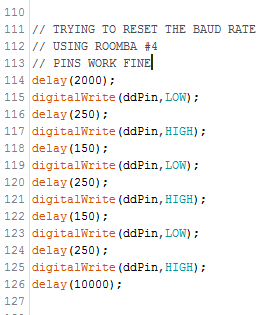 110
111 // TRYING TO RESET THE BAUD RATE
112 // USING ROOMBA #4
113 // PINS WORK FINE
114 delay(2000);
115 digitalWrite(ddPin,LOW);
116 delay(250);
117 digitalWrite(ddPin,HIGH);
118 delay(150);
119 digitalWrite(ddPin,LOW);
120 delay(250);
121 digitalWrite(ddPin,HIGH);
122 delay(150);
123 digitalWrite(ddPin,LOW);
124 delay(250);
125 digitalWrite(ddPin,HIGH);
126 delay(10000);
127